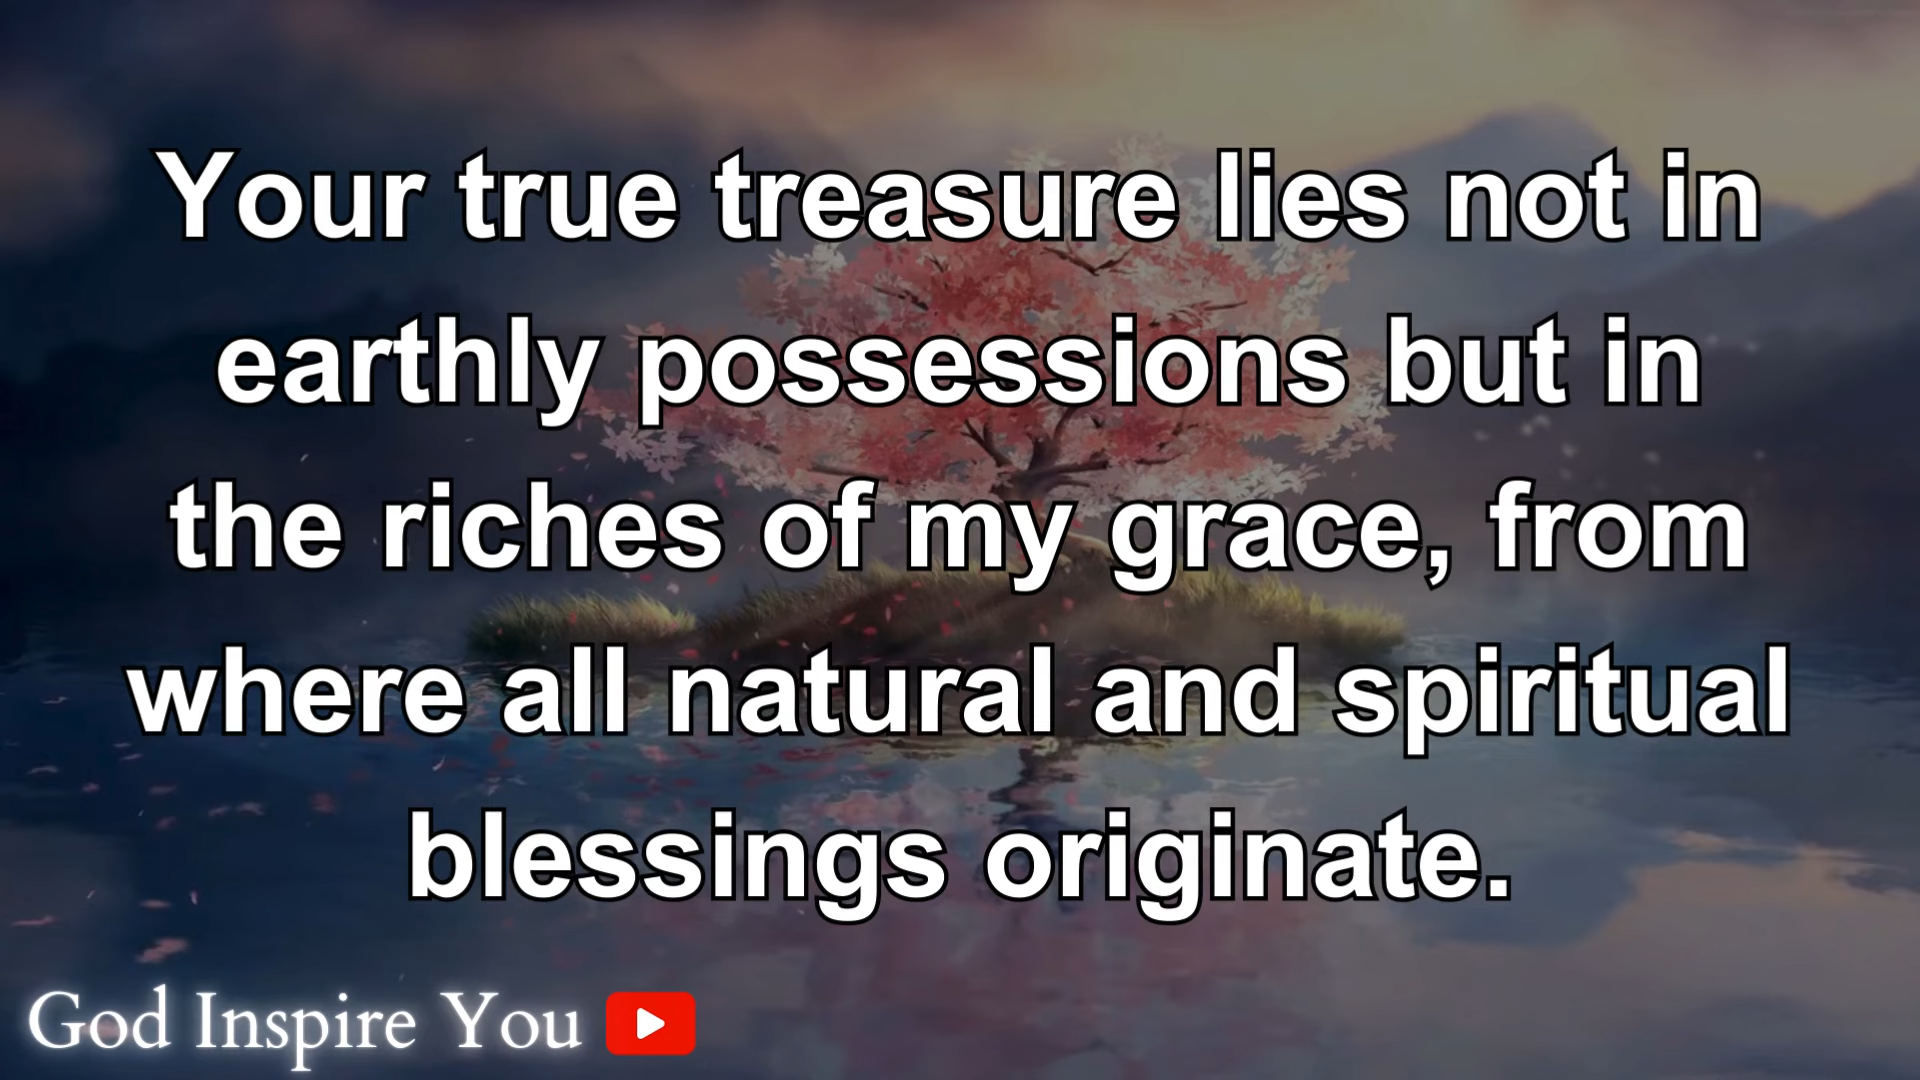 Your true treasure lies not in
earthly possessions but in
the riches of my grace, from
where all natural and spiritual
blessings originate.
God Inspire You